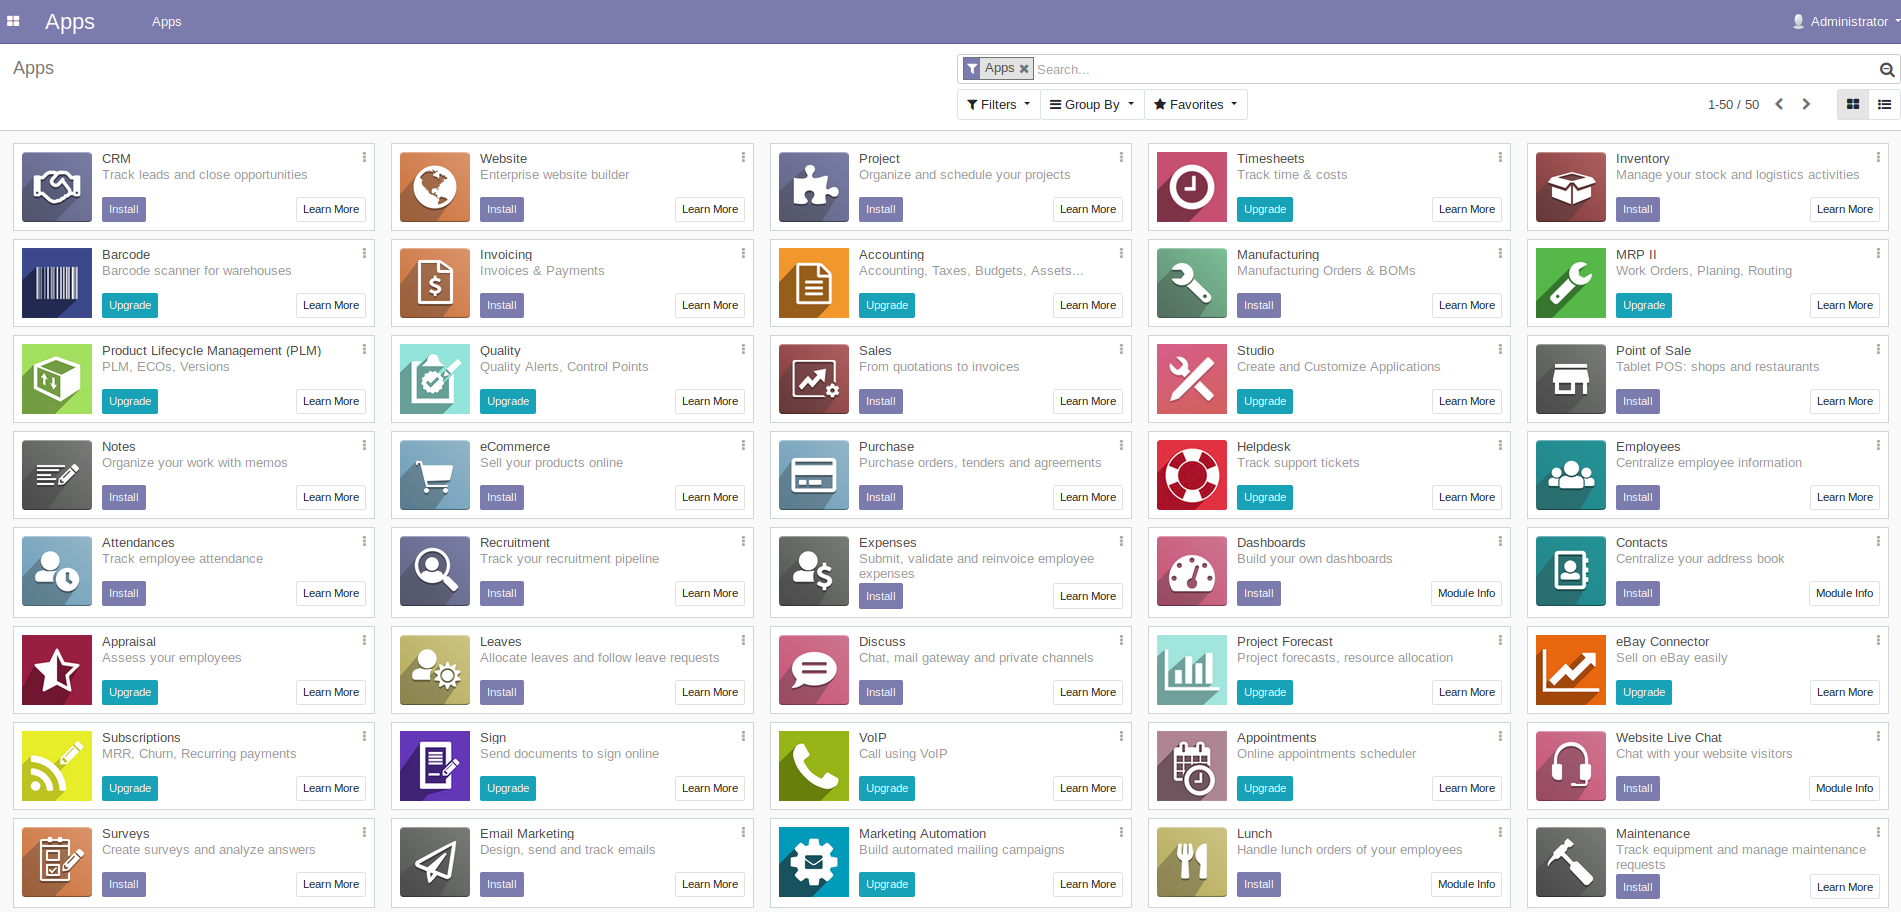 Apps
Apps
Administrator
Apps
Apps
Search...
Filters
Group By
Favorites
1-50 / 50
CRM
Track leads and close opportunities
Install
Learn More
Website
Enterprise website builder
Install
Learn More
Project
Organize and schedule your projects
Install
Learn More
Timesheets
Track time & costs
Upgrade
Learn More
Inventory
Manage your stock and logistics activities
Install
Learn More
Barcode
Barcode scanner for warehouses
Upgrade
Learn More
Invoicing
Invoices & Payments
Install
Learn More
Accounting
Accounting, Taxes, Budgets, Assets...
Upgrade
Learn More
Manufacturing
Manufacturing Orders & BOMs
Install
Learn More
MRP II
Work Orders, Planing, Routing
Upgrade
Learn More
Product Lifecycle Management (PLM)
PLM, ECOs, Versions
Upgrade
Learn More
Quality
Quality Alerts, Control Points
Upgrade
Learn More
Sales
From quotations to invoices
Install
Learn More
Studio
Create and Customize Applications
Upgrade
Learn More
Point of Sale
Tablet POS: shops and restaurants
Install
Learn More
Notes
Organize your work with memos
Install
Learn More
eCommerce
Sell your products online
Install
Learn More
Purchase
Purchase orders, tenders and agreements
Install
Learn More
Helpdesk
Track support tickets
Upgrade
Learn More
Employees
Centralize employee information
Install
Learn More
Attendances
Track employee attendance
Install
Learn More
Recruitment
Track your recruitment pipeline
Install
Learn More
Expenses
Submit, validate and reinvoice employee
expenses
Install
Learn More
Dashboards
Build your own dashboards
Install
Module Info
Contacts
Centralize your address book
Install
Module Info
Appraisal
Assess your employees
Upgrade
Learn More
Leaves
Allocate leaves and follow leave requests
Install
Learn More
Discuss
Chat, mail gateway and private channels
Install
Learn More
Project Forecast
Project forecasts, resource allocation
Upgrade
Learn More
eBay Connector
Sell on eBay easily
Upgrade
Learn More
Subscriptions
MRR, Churn, Recurring payments
Upgrade
Learn More
Sign
Send documents to sign online
Upgrade
Learn More
VoIP
Call using VoIP
Upgrade
Learn More
Appointments
Online appointments scheduler
Upgrade
Learn More
Website Live Chat
Chat with your website visitors
Install
Module Info
Surveys
Create surveys and analyze answers
Install
Learn More
Email Marketing
Design, send and track emails
Install
Learn More
Marketing Automation
Build automated mailing campaigns
Upgrade
Learn More
Lunch
Handle lunch orders of your employees
Install
Module Info
Maintenance
Track equipment and manage maintenance
requests
Install
Learn More